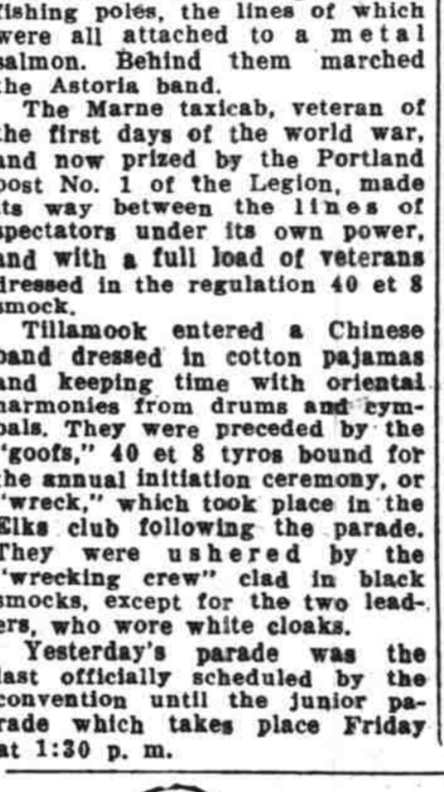 fishing poles, the lines of which
were all attached to a metal
salmon. Behind them marched
the Astoria band.
The Marne taxicab, veteran of
the first days of the world war,
and now prized by the Portland
post No. 1 of the Legion, made
ts way between the lines of
spectators under its own power,
and with a full load of veterans
dressed in the regulation 40 et 8
smock.
Tillamook entered a Chinese
band dressed in cotton pajamas
and keeping time with oriental
harmonies from drums and cym-
bals. They were preceded by the
"goofs," 40 et 8 tyros bound for
the annual initiation ceremony, or
"wreck," which took place in the
Elks club following the parade.
They were ushered by the
"wrecking crew" clad in black
smocks, except for the two lead-
ers, who wore white cloaks.
Yesterday's parade was the
last officially scheduled by the
convention until the junior pa-
rade which takes place Friday
at 1:30 p. m.